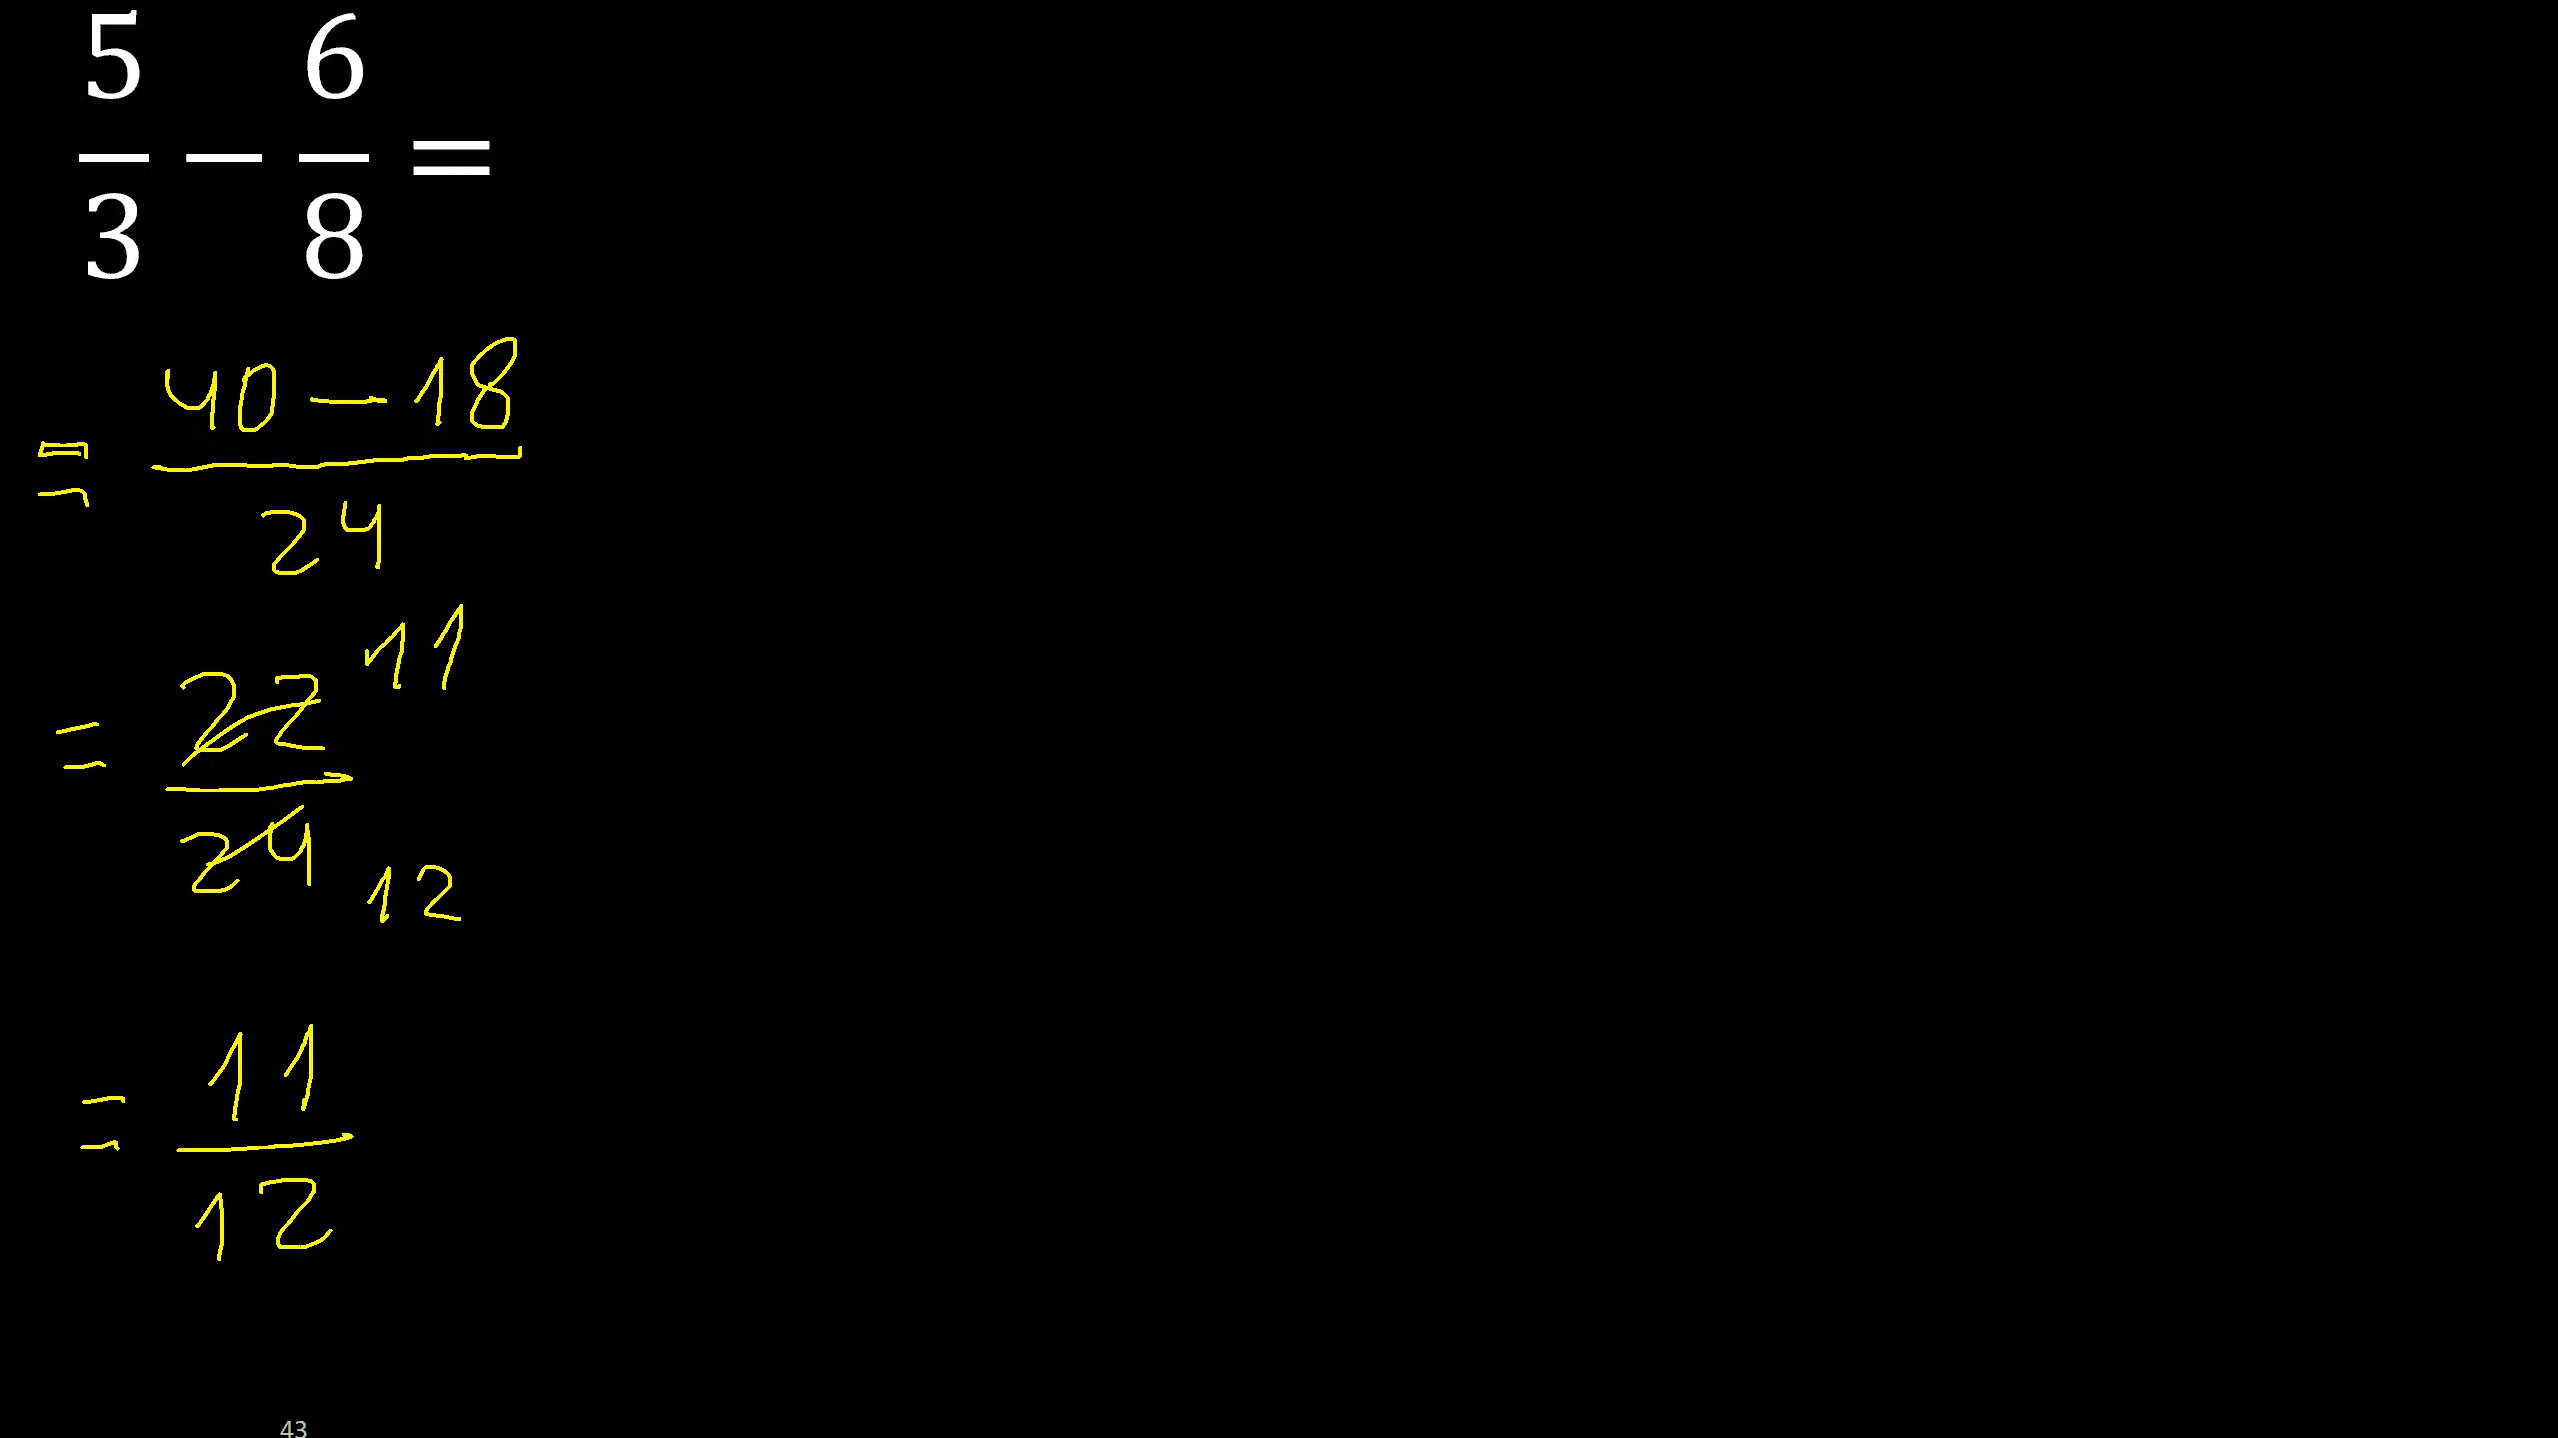 5/3 − 6/8 =
= (40 − 18)/24
= 22/24 11 12
= 11/12
43